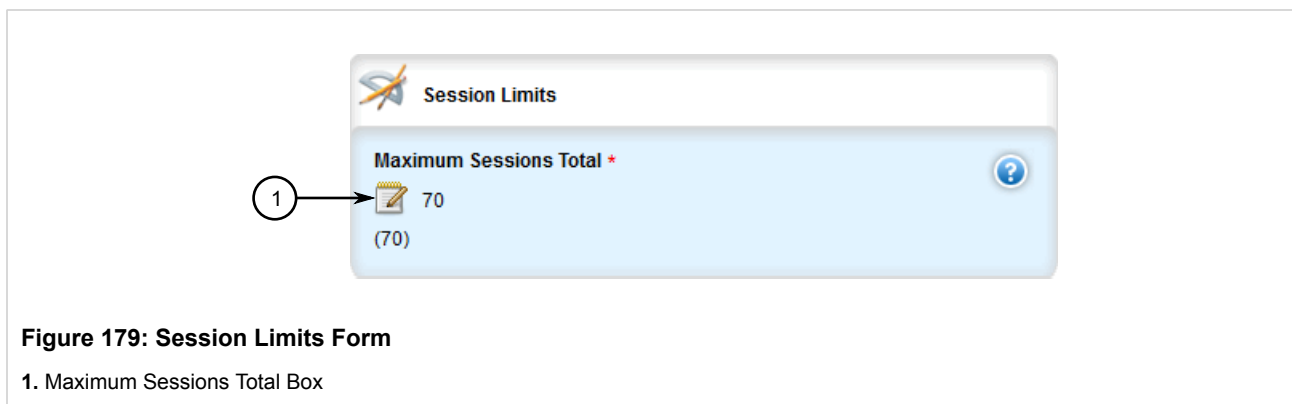 Session Limits
Maximum Sessions Total *
1
70
(70)
Figure 179: Session Limits Form
1. Maximum Sessions Total Box